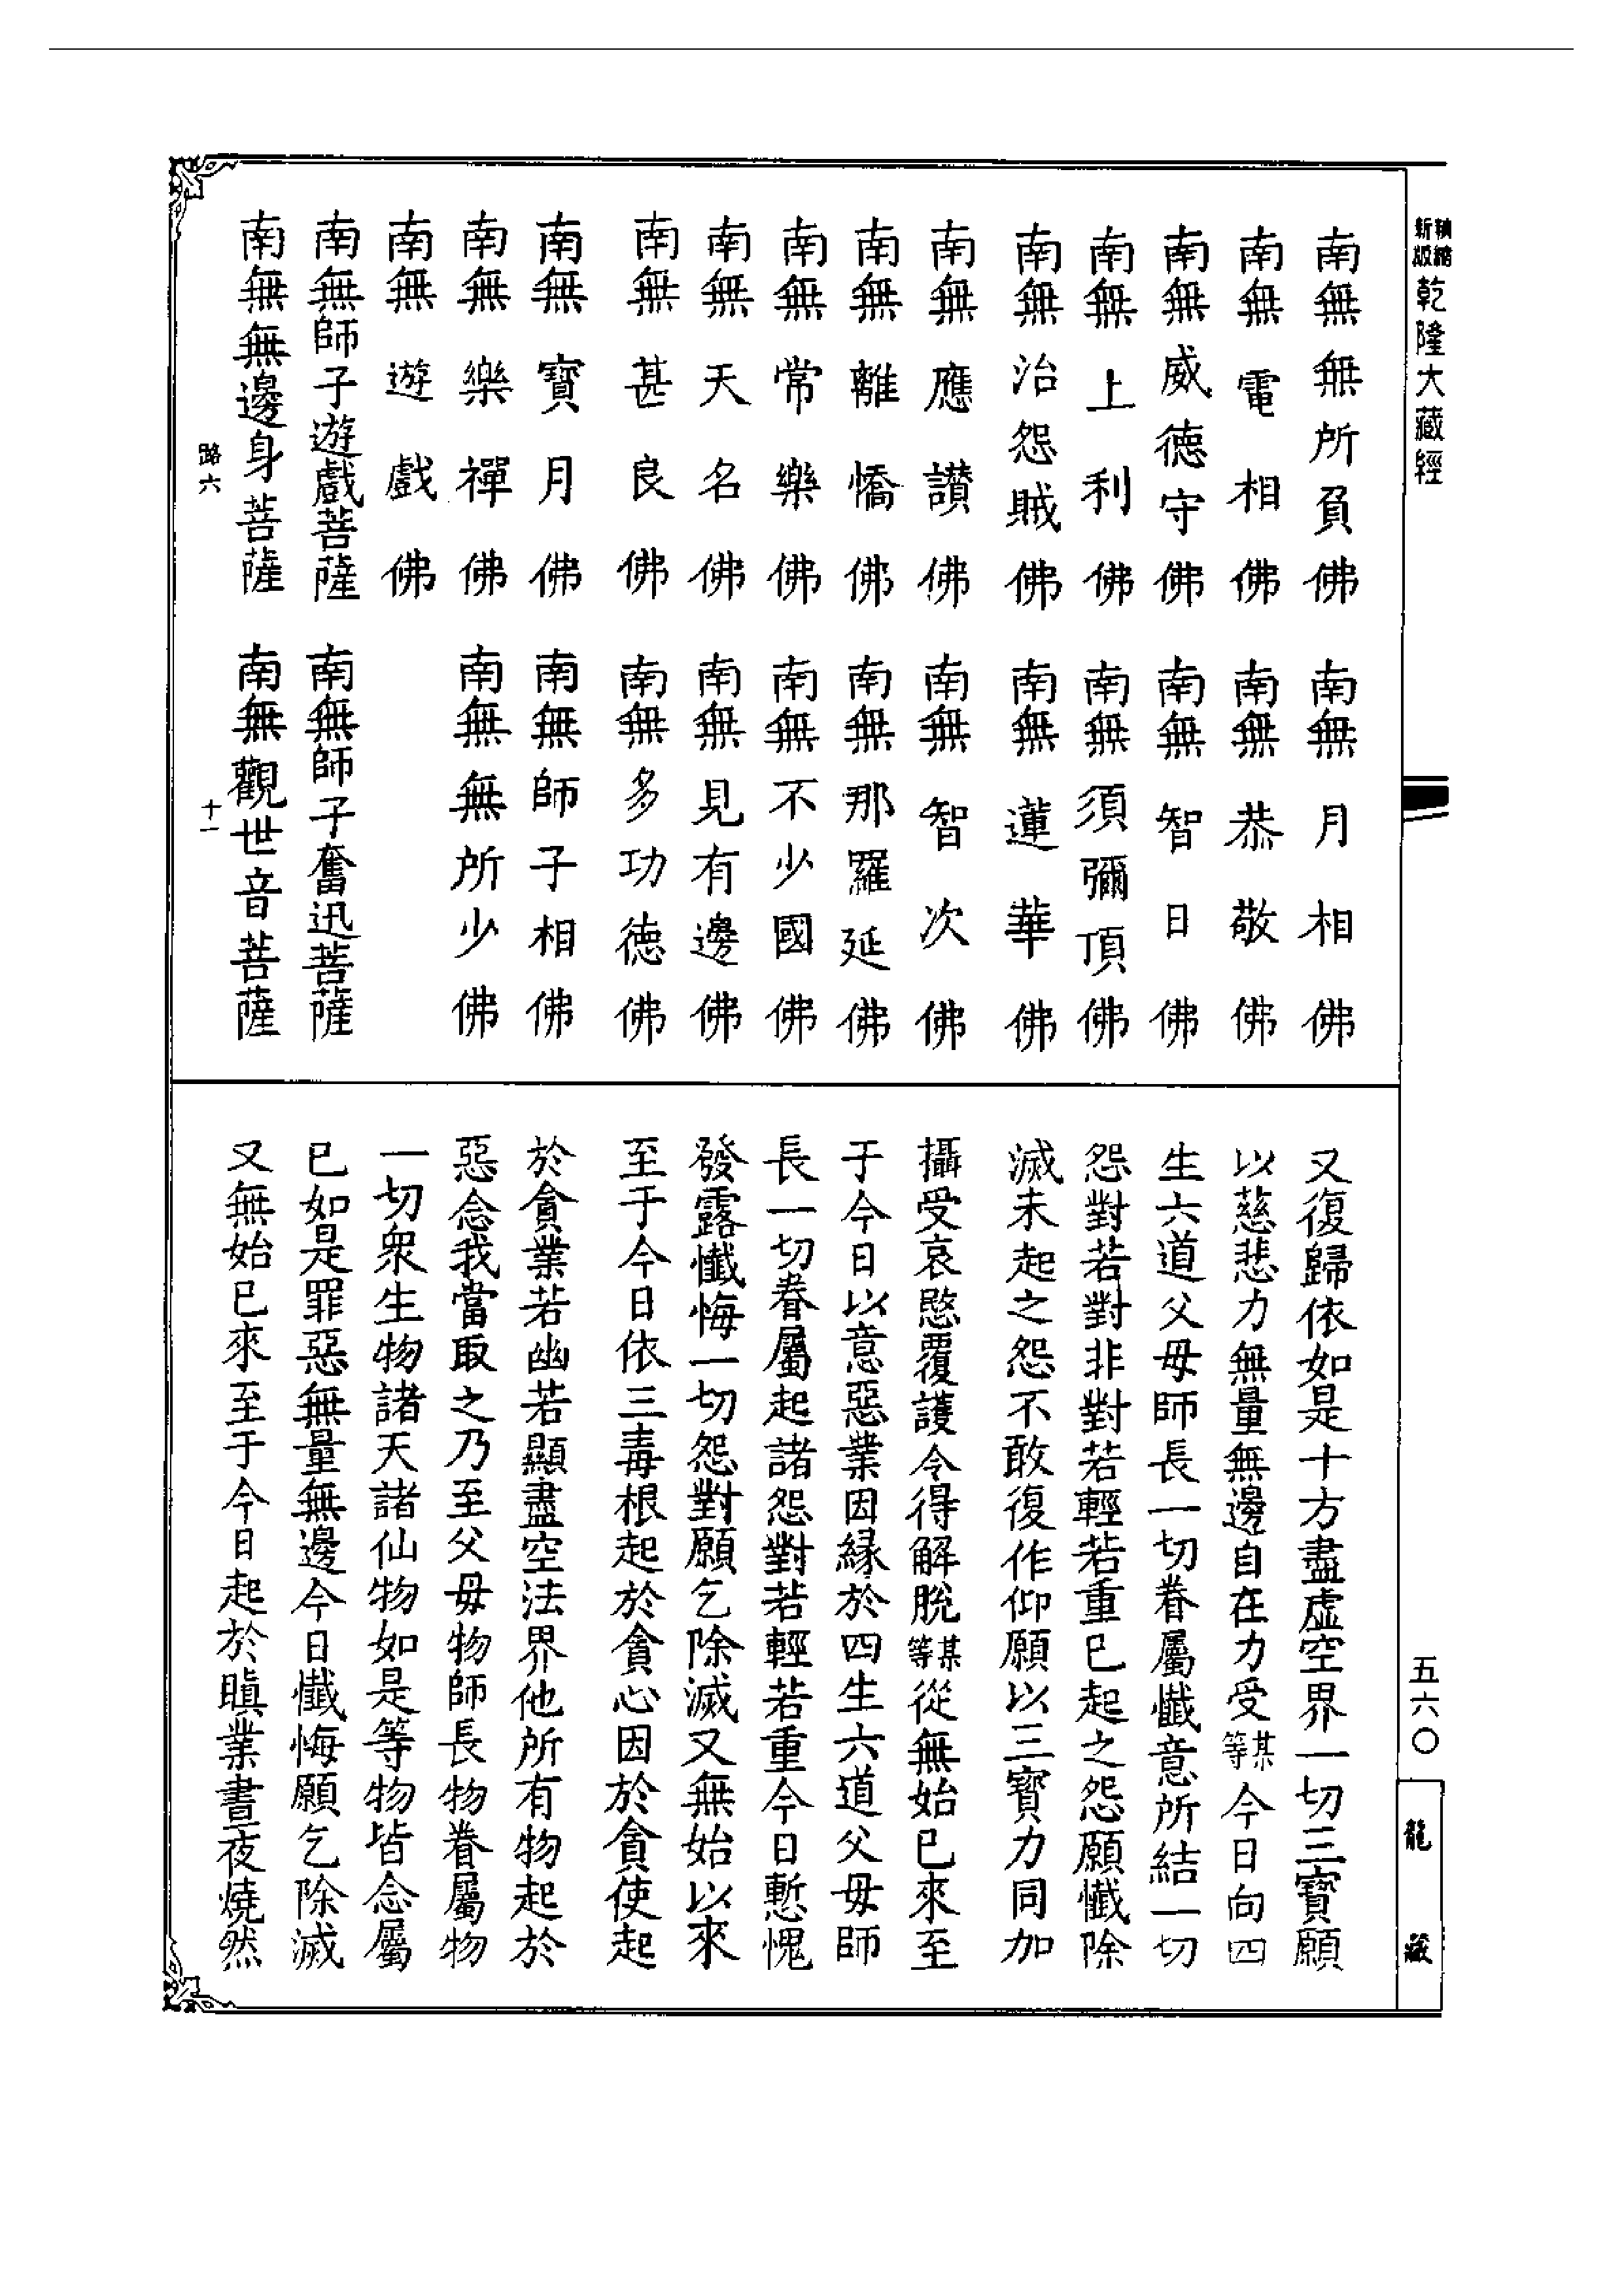 精縮新版乾隆大藏經
南無無所負佛 南無月相佛
南無電相佛 南無恭敬佛
南無威德守佛 南無智日佛
南無上利佛 南無須彌頂佛
南無治怨賊佛 南無蓮華佛
南無應讚佛 南無智次佛
南無離憍佛 南無那羅延佛
南無常樂佛 南無不少國佛
南無天名佛 南無見有邊佛
南無甚良佛 南無多功德佛
南無寶月佛 南無師子相佛
南無樂禪佛 南無無所少佛
南無遊戲佛
南無師子遊戲菩薩 南無師子奮迅菩薩
南無無邊身菩薩 南無觀世音菩薩
路六 十一
又復歸依如是十方盡虛空界一切三寶願
以慈悲力無量無邊自在力受某等今日向四
生六道父母師長一切眷屬懺意所結一切
怨對若對非對若輕若重已起之怨願懺除
滅未起之怨不敢復作仰願以三寶力同加
攝受哀愍覆護令得解脫某等從無始已來至
于今日以意惡業因緣於四生六道父母師
長一切眷屬起諸怨對若輕若重今日慙愧
發露懺悔一切怨對願乞除滅又無始以來
至于今日依三毒根起於貪心因於貪使起
於貪業若幽若顯盡空法界他所有物起於
惡念我當取之乃至父母物師長物眷屬物
一切衆生物諸天諸仙物如是等物皆念屬
已如是罪惡無量無邊今日懺悔願乞除滅
又無始已來至于今日起於瞋業晝夜燒然
五六〇
龍藏